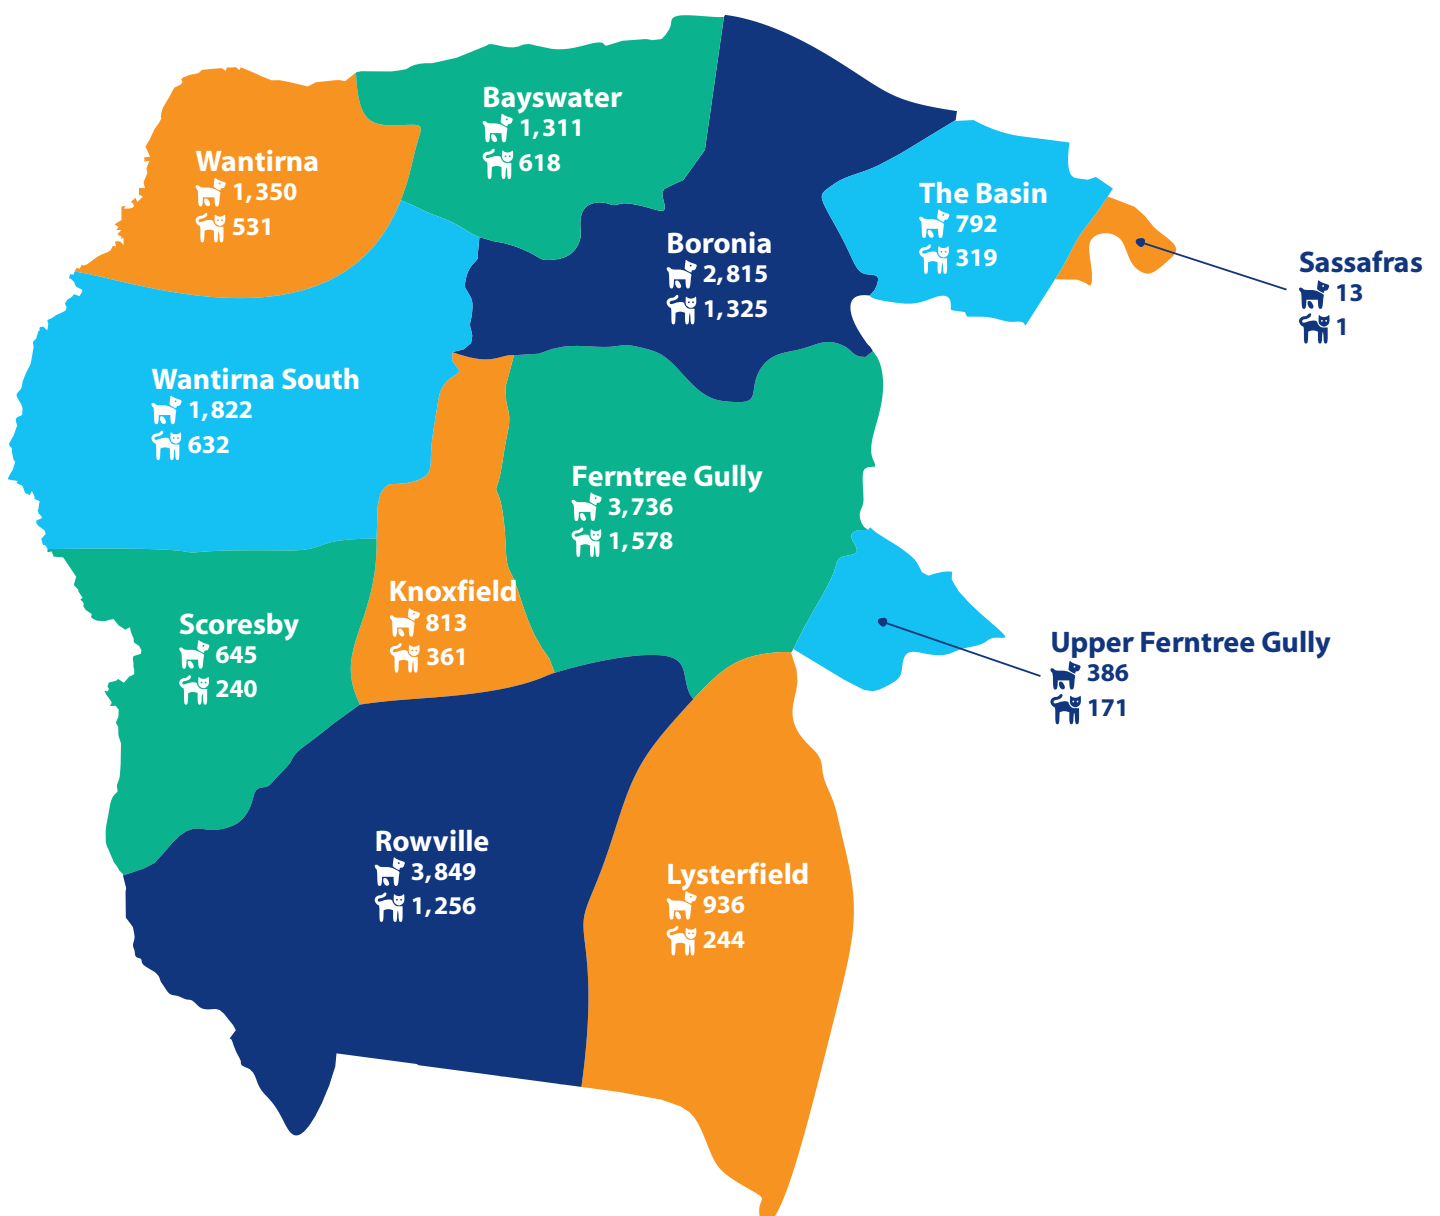 Bayswater
1,311
618
Wantirna
1,350
531
The Basin
792
319
Boronia
2,815
1,325
Sassafras
13
1
Wantirna South
1,822
632
Ferntree Gully
3,736
1,578
Knoxfield
813
361
Scoresby
645
240
Upper Ferntree Gully
386
171
Rowville
3,849
1,256
Lysterfield
936
244